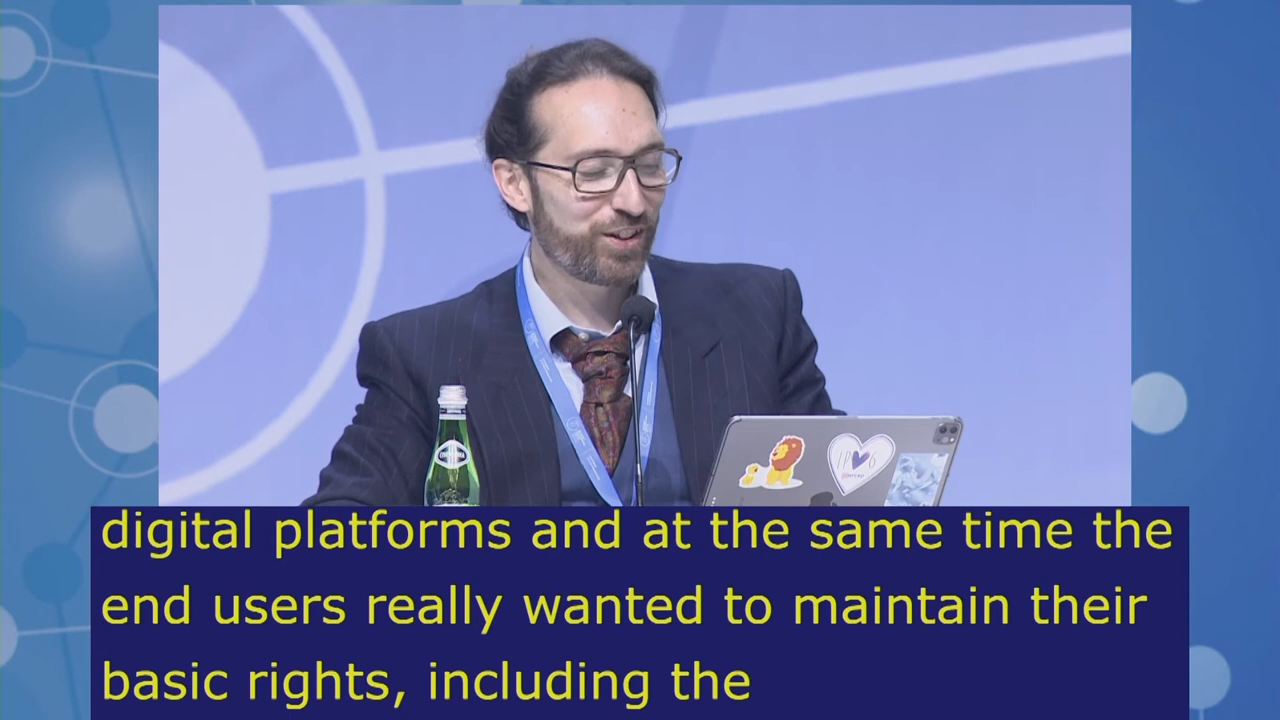 digital platforms and at the same time the
end users really wanted to maintain their
basic rights, including the